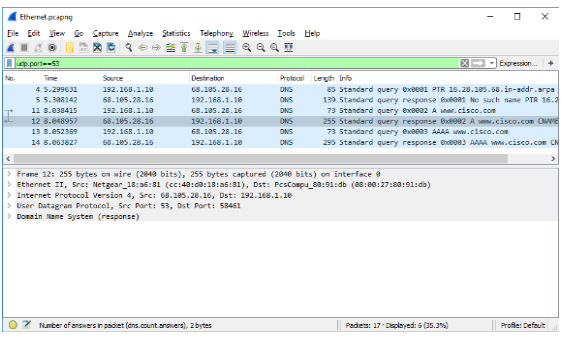 Ethernet.pcapng
File Edit View Go Capture Analyze Statistics Telephony Wireless Tools Help
udp.port==53 Expression... +
No. Time Source Destination Protocol Length Info
4 5.299631 192.168.1.10 68.105.28.16 DNS 85 Standard query 0x0001 PTR 16.28.105.68.in-addr.arpa
5 5.308142 192.168.1.10 68.105.28.16 DNS 139 Standard query response 0x0001 No such name PTR 16.2
11 8.038415 192.168.1.10 68.105.28.16 DNS 73 Standard query 0x0002 A www.cisco.com
12 8.048957 192.168.1.10 68.105.28.16 DNS 255 Standard query response 0x0002 A www.cisco.com CNAME
13 8.052369 192.168.1.10 68.105.28.16 DNS 73 Standard query 0x0003 AAAA www.cisco.com
14 8.063827 192.168.1.10 68.105.28.16 DNS 295 Standard query response 0x0003 AAAA www.cisco.com CN
> Frame 12: 255 bytes on wire (2040 bits), 255 bytes captured (2040 bits) on interface 0
> Ethernet II, Src: Netgear_18:a6:81 (cc:40:d0:18:a6:81), Dst: PcsCompu_80:91:db (08:00:27:80:91:db)
> Internet Protocol Version 4, Src: 68.105.28.16, Dst: 192.168.1.10
> User Datagram Protocol, Src Port: 53, Dst Port: 58461
> Domain Name System (response)
Number of answers in packet (dns.count.answers), 2 bytes Packets: 17 · Displayed: 6 (35.3%) Profile: Default